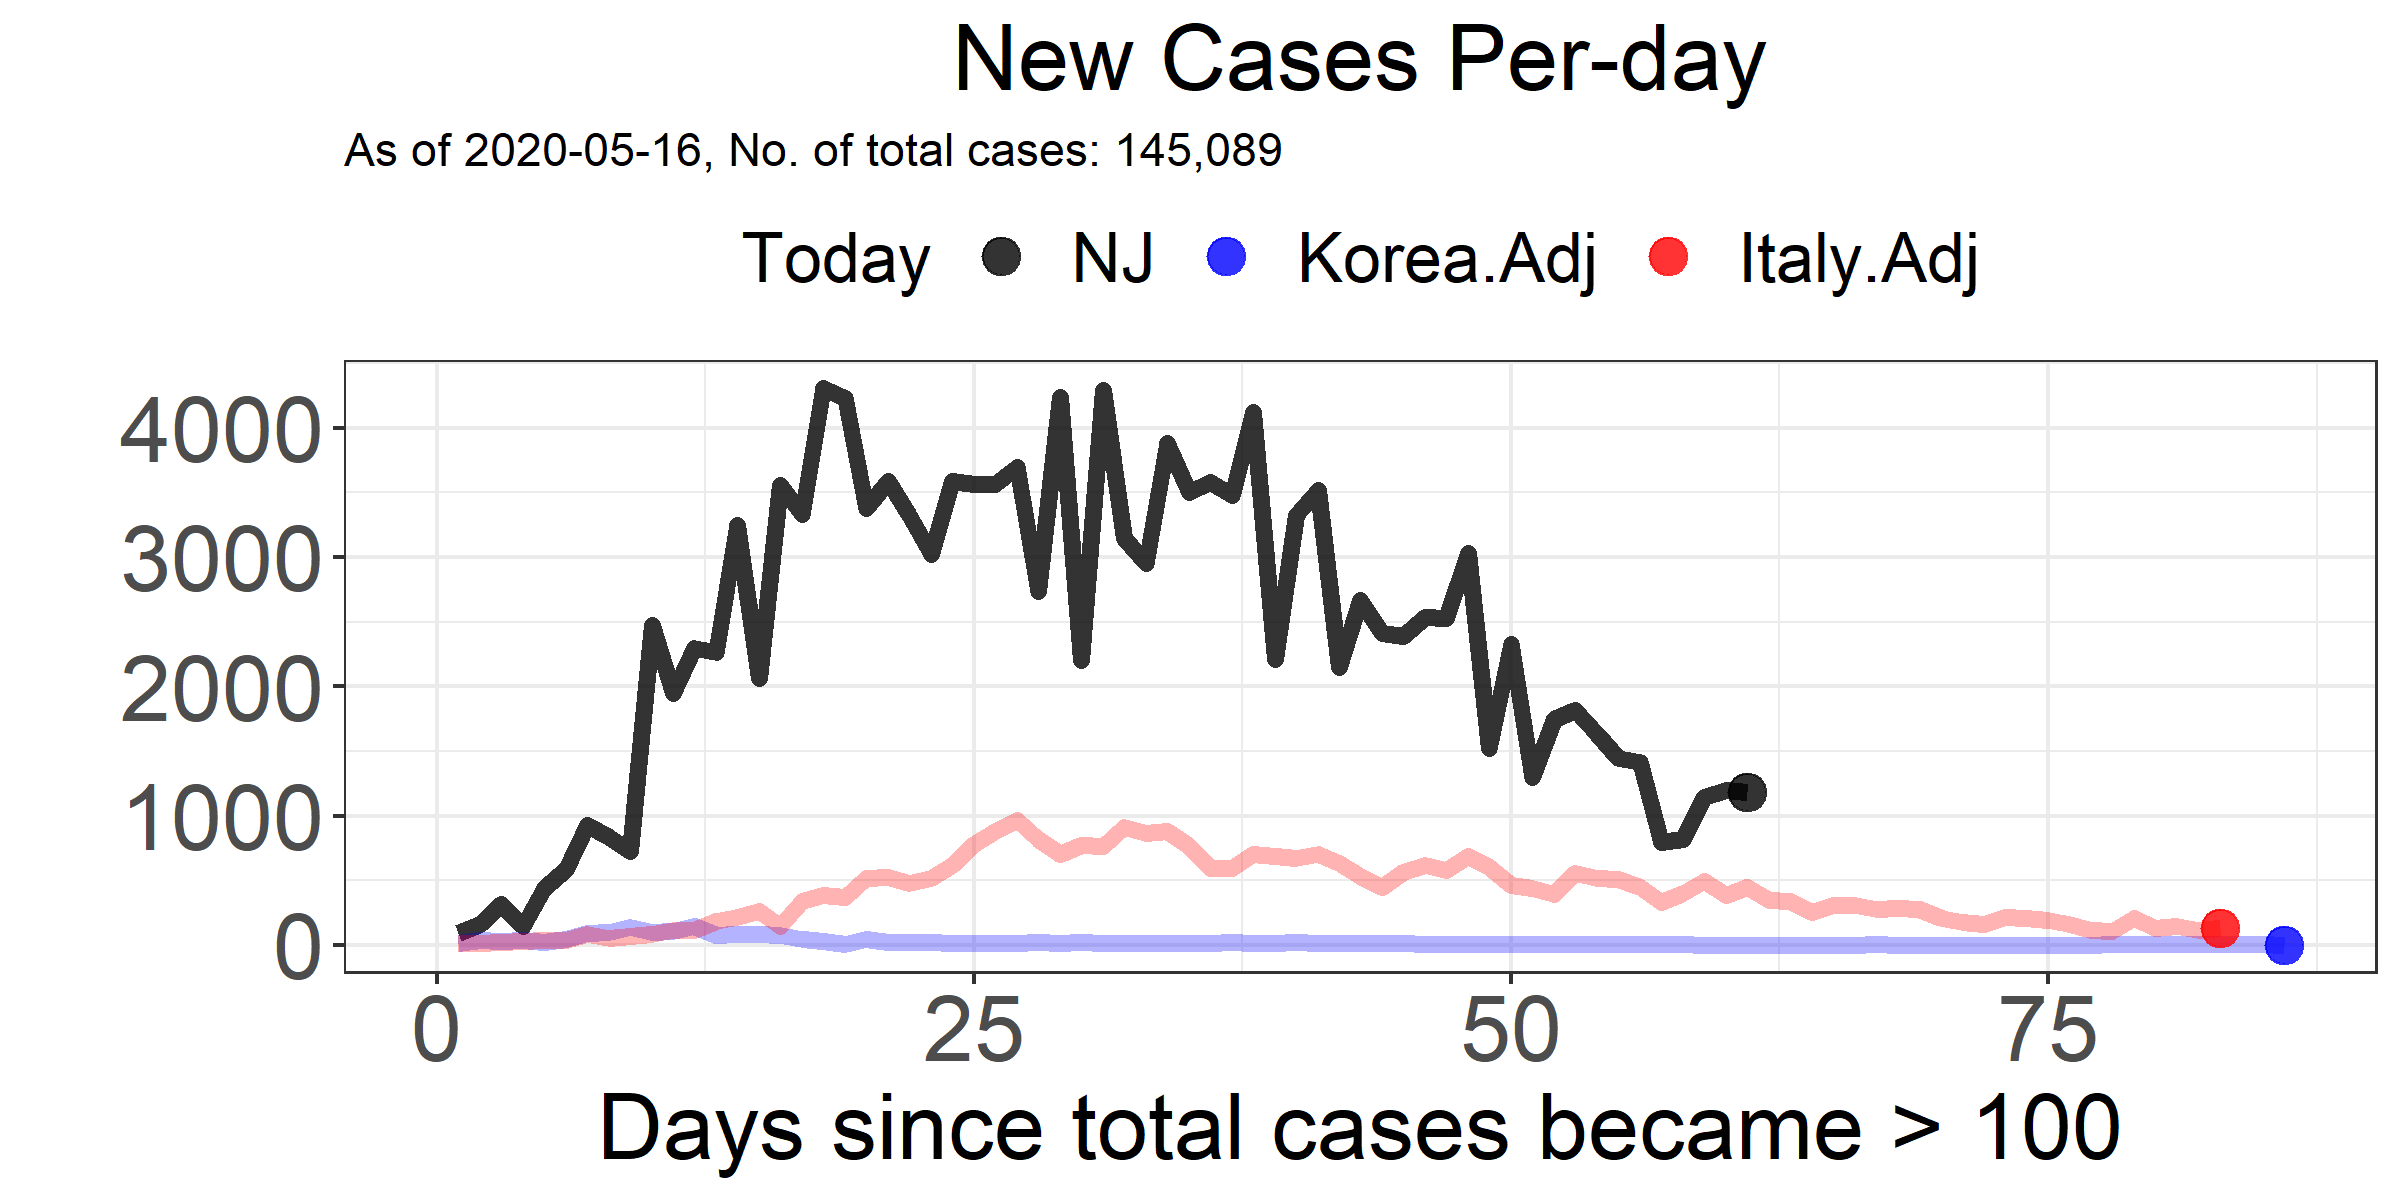 New Cases Per-day
As of 2020-05-16, No. of total cases: 145,089
Today NJ Korea.Adj Italy.Adj
4000
3000
2000
1000
0
0 25 50 75
Days since total cases became > 100